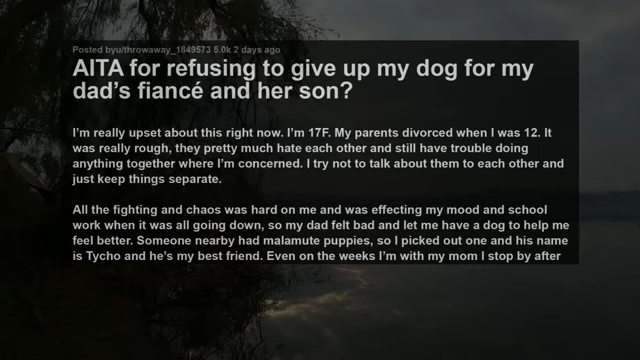 Posted byu/throwaway_1849573 5.0k 2 days ago
AITA for refusing to give up my dog for my
dad's fiancé and her son?
I'm really upset about this right now. I'm 17F. My parents divorced when I was 12. It
was really rough, they pretty much hate each other and still have trouble doing
anything together where I'm concerned. I try not to talk about them to each other and
just keep things separate.
All the fighting and chaos was hard on me and was effecting my mood and school
work when it was all going down, so my dad felt bad and let me have a dog to help me
feel better. Someone nearby had malamute puppies, so I picked out one and his name
is Tycho and he's my best friend. Even on the weeks I'm with my mom I stop by after